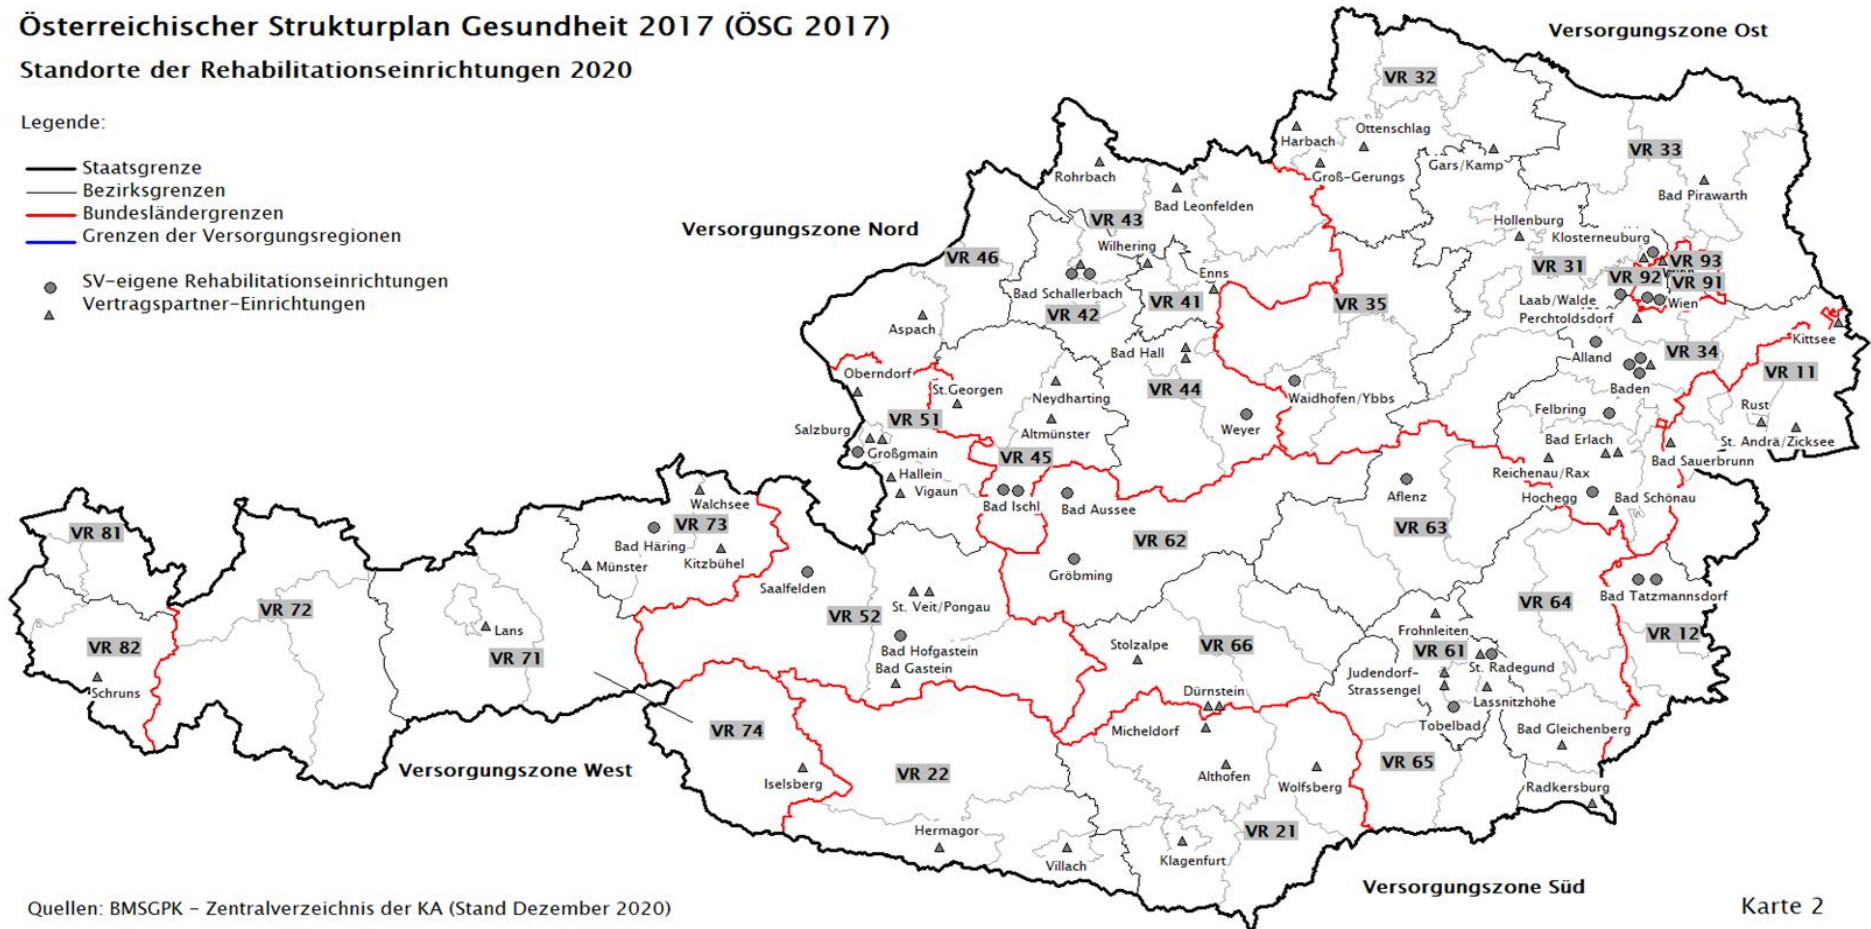 Österreichischer Strukturplan Gesundheit 2017 (ÖSG 2017)
Standorte der Rehabilitationseinrichtungen 2020
Legende:
Staatsgrenze
Bezirksgrenzen
Bundesländergrenzen
Grenzen der Versorgungsregionen
SV-eigene Rehabilitationseinrichtungen
Vertragspartner-Einrichtungen
Versorgungszone Ost
VR 32
Harbach
Ottenschlag
Groß-Gerungs
Gars/Kamp
VR 33
Bad Pirawarth
Rohrbach
Bad Leonfelden
Versorgungszone Nord
VR 43
Wilhering
VR 46
Hollenburg
Klosterneuburg
VR 31
VR 93
VR 92
VR 91
Wien
Enns
Bad Schallerbach
VR 42
VR 41
VR 35
Laab/Walde
Perchtoldsdorf
Kittsee
Aspach
Bad Hall
Alland
VR 34
VR 11
Baden
Oberndorf
St.Georgen
Neydharting
VR 44
Waidhofen/Ybbs
Felbring
Rust
St. Andrä/Zicksee
VR 51
Salzburg
Großgmain
Altmünster
Weyer
Bad Erlach
Bad Sauerbrunn
Reichenau/Rax
VR 45
Hallein
Vigaun
Bad Ischl
Bad Aussee
Aflenz
Hochegg
Bad Schönau
VR 63
Walchsee
VR 73
Bad Häring
Kitzbühel
Münster
VR 81
VR 62
Gröbming
Saalfelden
St. Veit/Pongau
VR 52
Bad Hofgastein
Bad Gastein
VR 72
Lans
VR 71
VR 82
Schruns
VR 64
Bad Tatzmannsdorf
VR 12
Frohnleiten
VR 61
St. Radegund
Judendorf-
Strassengel
Lassnitzhöhe
Tobelbad
Stolzalpe
VR 66
Dürnstein
Micheldorf
Bad Gleichenberg
VR 74
Iselsberg
Versorgungszone West
VR 22
Althofen
Wolfsberg
VR 65
Radkersburg
Hermagor
Villach
Klagenfurt
VR 21
Versorgungszone Süd
Quellen: BMSGPK – Zentralverzeichnis der KA (Stand Dezember 2020)
Karte 2